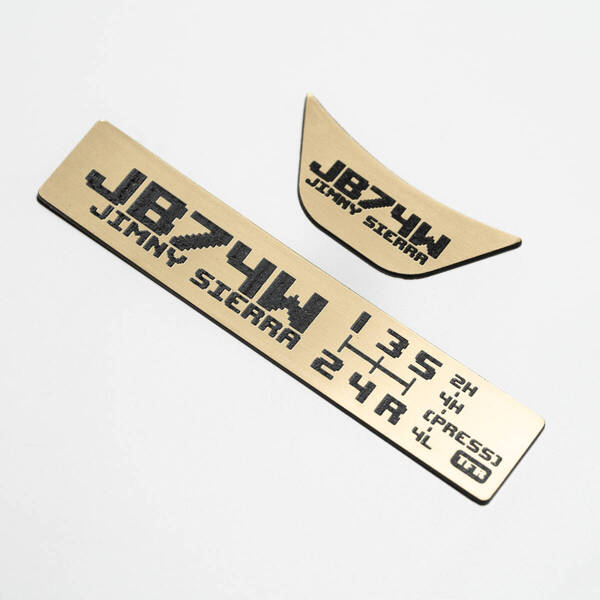 JB74W
JIMNY SIERRA
1 3 5
2 4 R
2H
4H
[PRESS]
4L
JB74W
JIMNY SIERRA